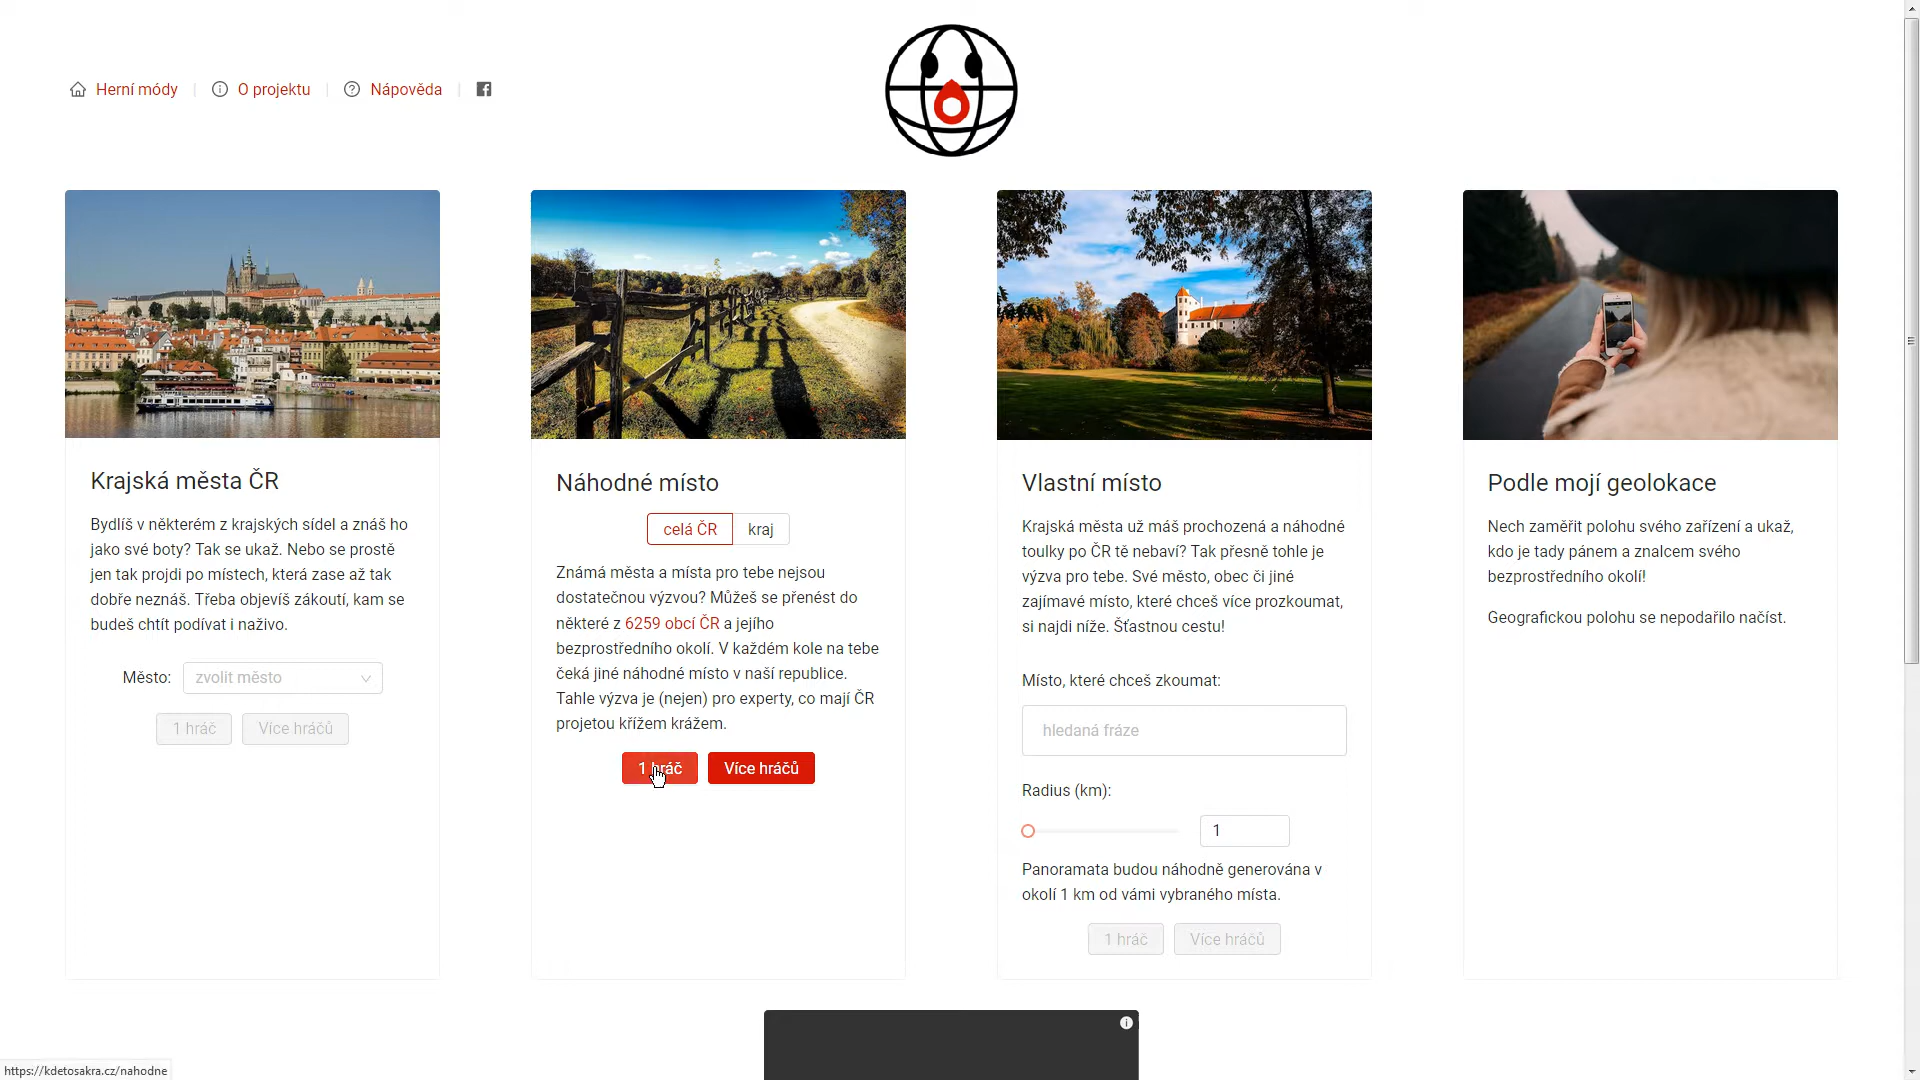 Herní módy
O projektu
Nápověda
Krajská města ČR
Bydlíš v některém z krajských sídel a znáš ho
jako své boty? Tak se ukaž. Nebo se prostě
jen tak projdi po místech, která zase až tak
dobře neznáš. Třeba objevíš zákoutí, kam se
budeš chtít podívat i naživo.
Město: zvolit město
1 hráč Více hráčů
Náhodné místo
celá ČR kraj
Známá města a místa pro tebe nejsou
dostatečnou výzvou? Můžeš se přenést do
některé z 6259 obcí ČR a jejího
bezprostředního okolí. V každém kole na tebe
čeká jiné náhodné místo v naší republice.
Tahle výzva je (nejen) pro experty, co mají ČR
projetou křížem krážem.
1 hráč Více hráčů
Vlastní místo
Krajská města už máš prochozená a náhodné
toulky po ČR tě nebaví? Tak přesně tohle je
výzva pro tebe. Své město, obec či jiné
zajímavé místo, které chceš více prozkoumat,
si najdi níže. Šťastnou cestu!
Místo, které chceš zkoumat:
hledaná fráze
Radius (km):
1
Panoramata budou náhodně generována v
okolí 1 km od vámi vybraného místa.
1 hráč Více hráčů
Podle mojí geolokace
Nech zaměřit polohu svého zařízení a ukaž,
kdo je tady pánem a znalcem svého
bezprostředního okolí!
Geografickou polohu se nepodařilo načíst.
https://kdetosakra.cz/nahodne